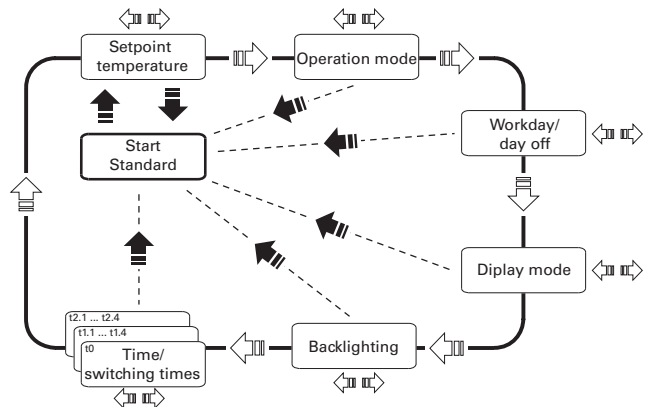 Setpoint
temperature
Operation mode
Start
Standard
Workday/
day off
Diplay mode
t2.1 ... t2.4
t1.1 ... t1.4
t0
Time/
switching times
Backlighting